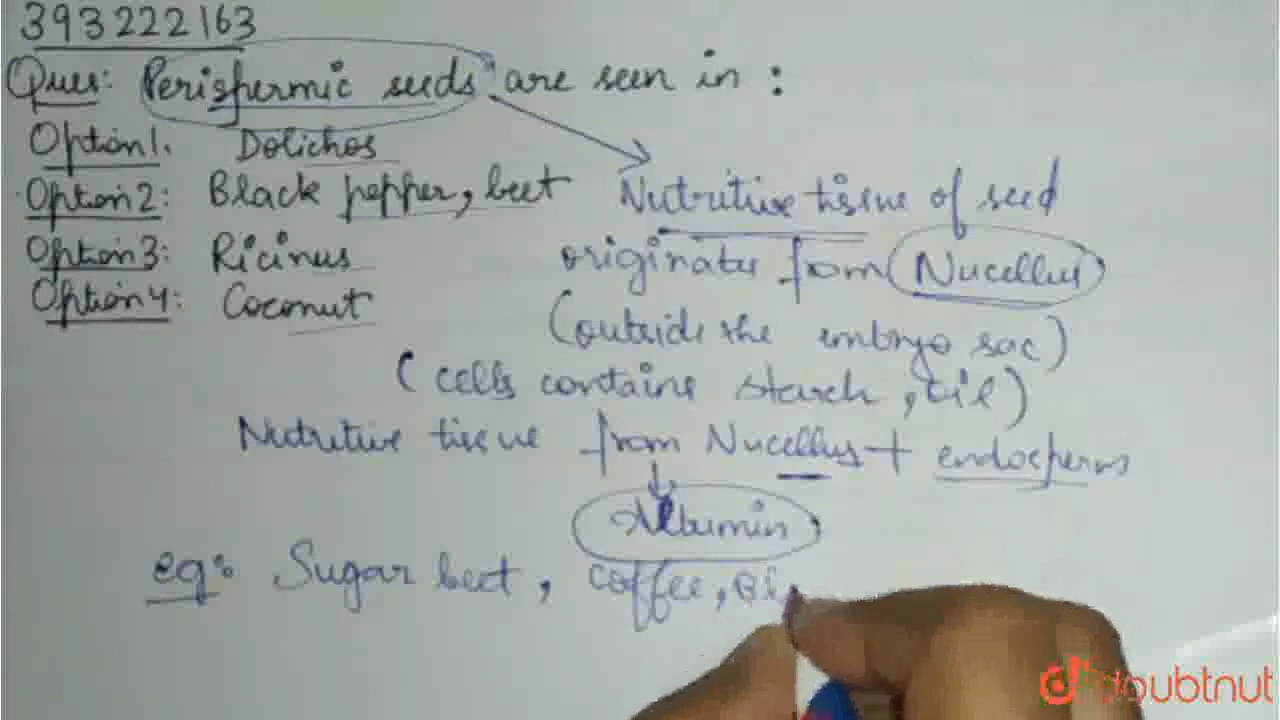 393222163
Ques: Perispermic seeds" are seen in :
Option1. Dolichos
Option2: Black pepper, beet
Option3: Ricinus
Option4: Coconut
Nutritive tissue of seed
originates from Nucellus
(outside the embryo sac)
(cells contains starch, oil)
Nutritive tissue from Nucellus + endosperm
Albumin
eg: Sugar beet, coffee, Bl
doubtnut